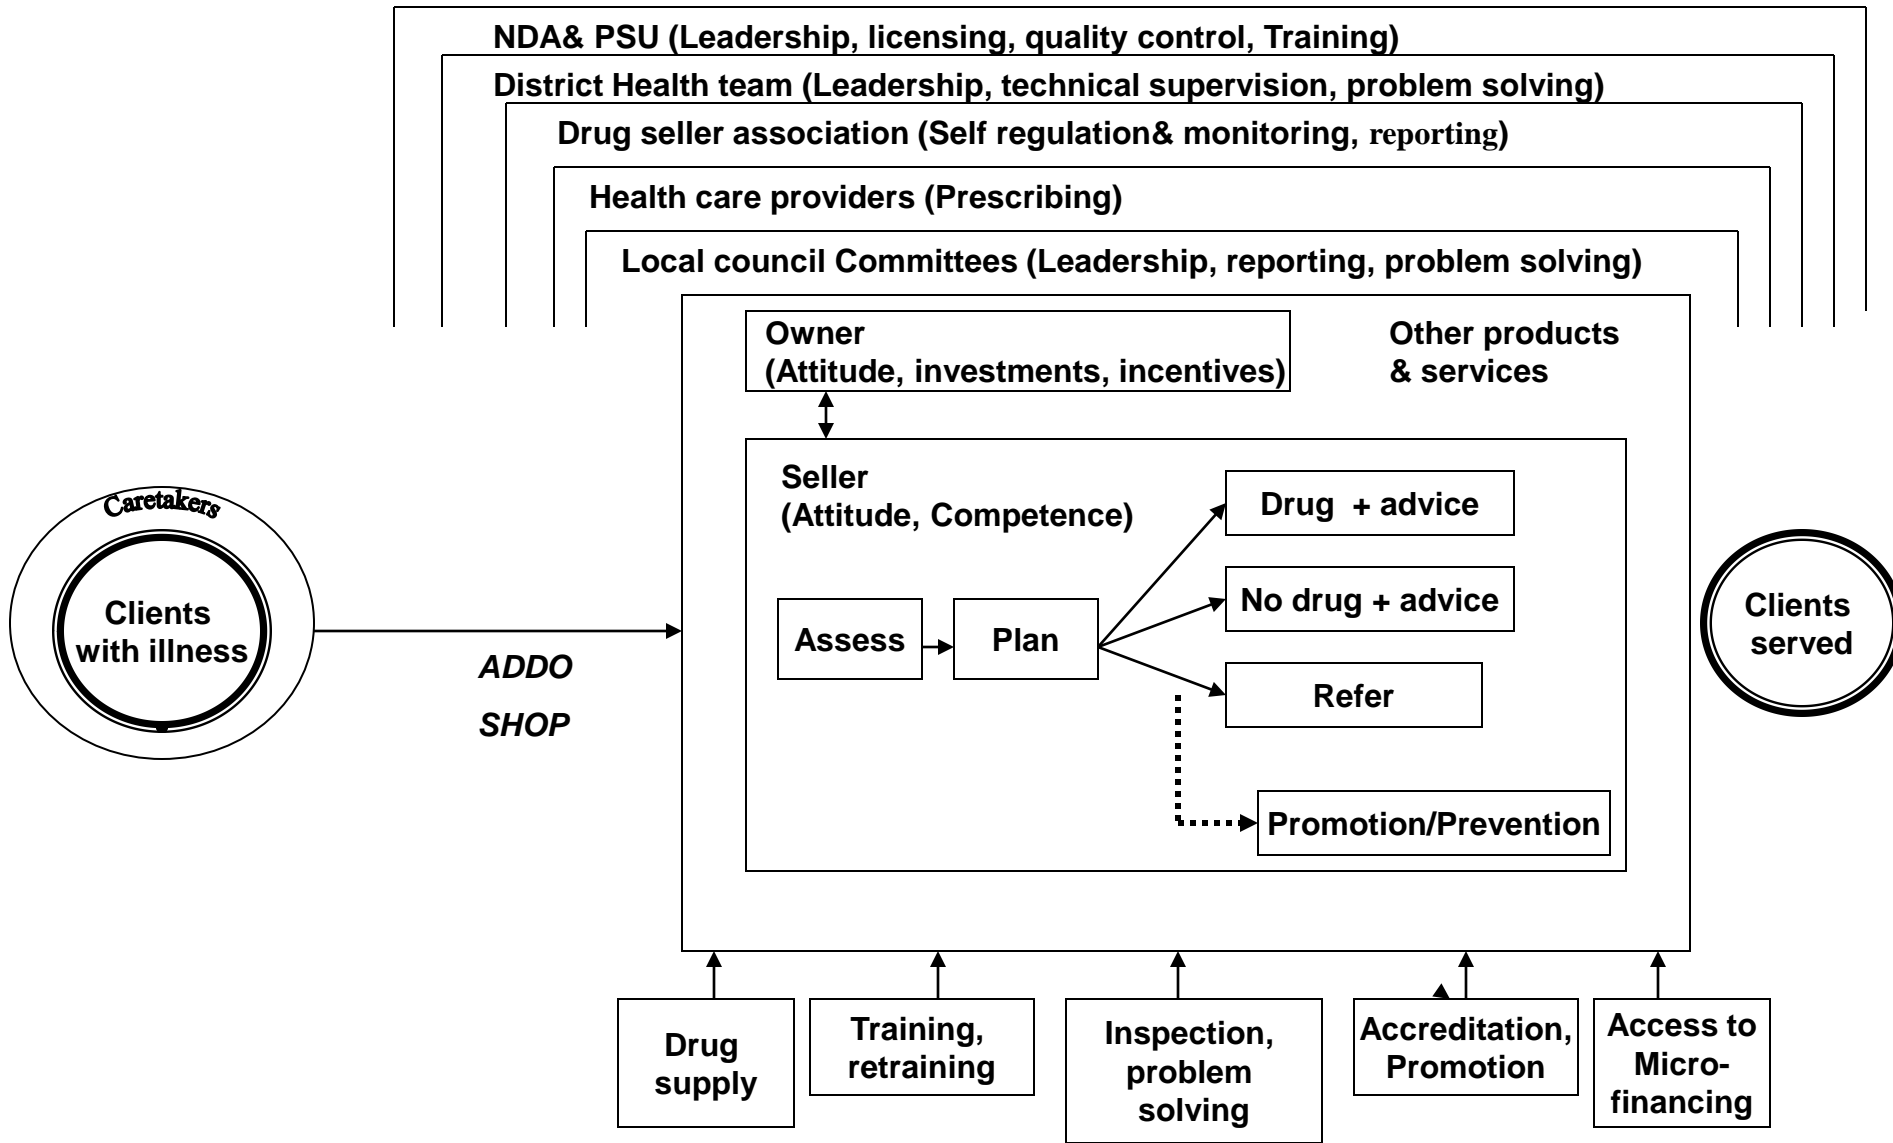 NDA& PSU (Leadership, licensing, quality control, Training)
District Health team (Leadership, technical supervision, problem solving)
Drug seller association (Self regulation& monitoring, reporting)
Health care providers (Prescribing)
Local council Committees (Leadership, reporting, problem solving)
Owner
(Attitude, investments, incentives)
Other products
& services
Seller
(Attitude, Competence)
Drug + advice
No drug + advice
Assess
Plan
Refer
Promotion/Prevention
Caretakers
Clients
with illness
ADDO
SHOP
Clients
served
Drug
supply
Training,
retraining
Inspection,
problem
solving
Accreditation,
Promotion
Access to
Micro-
financing